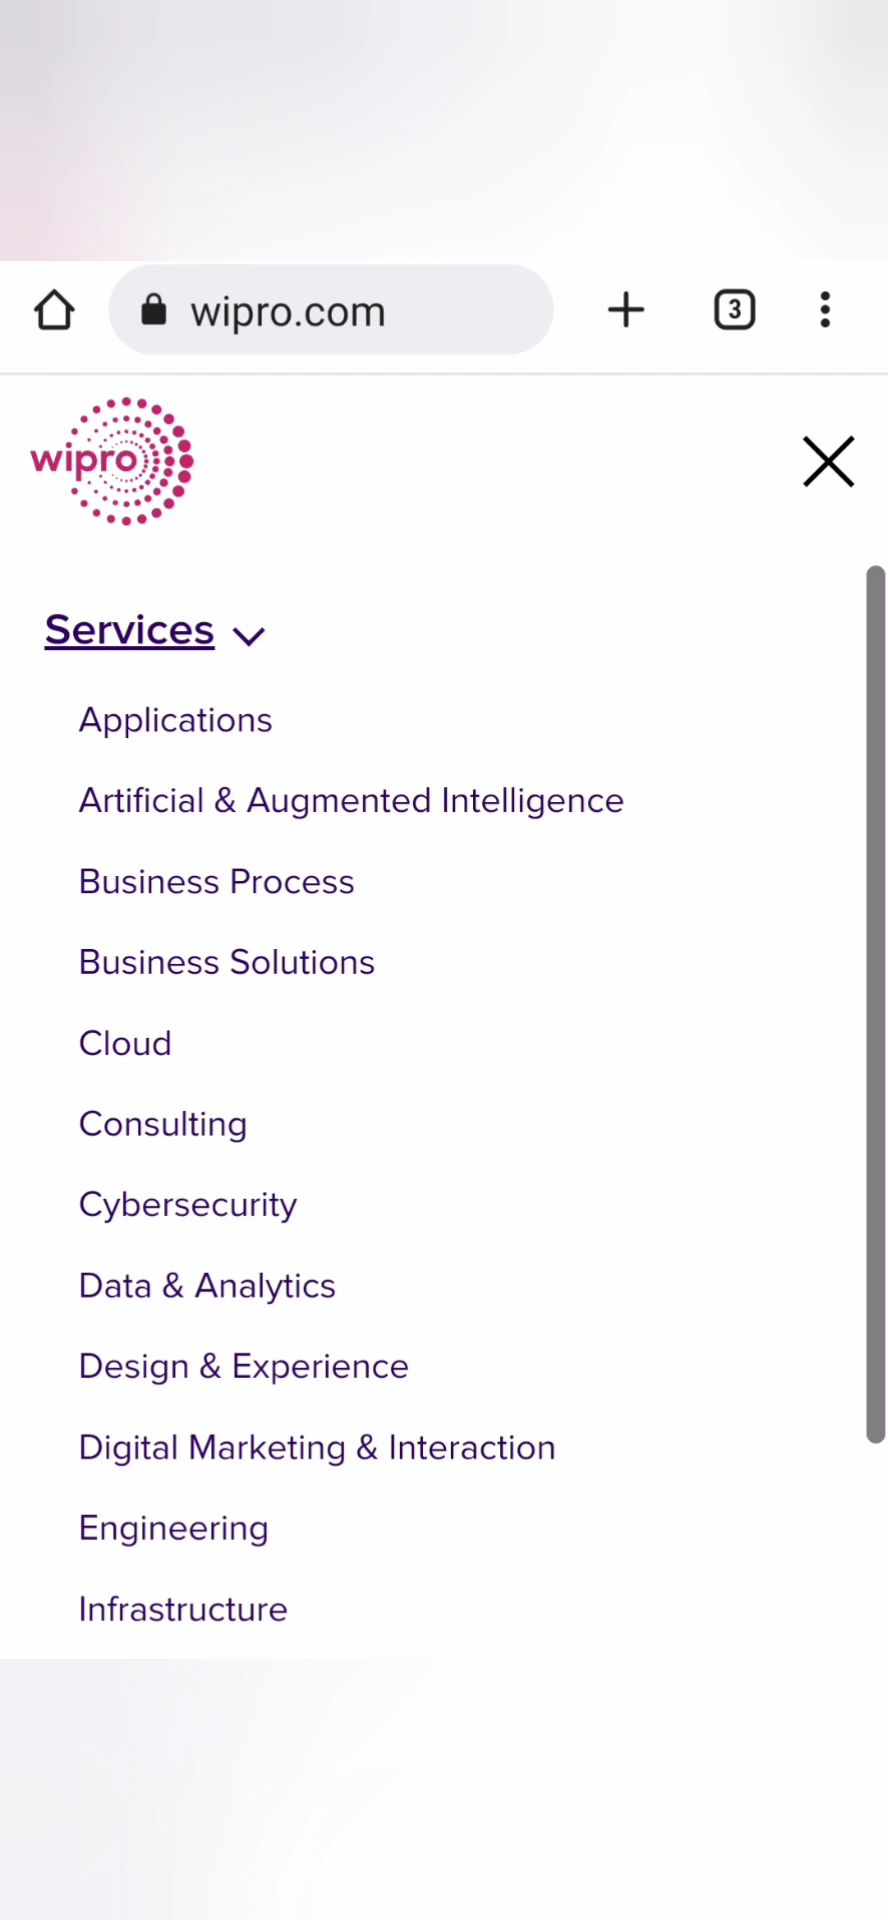 wipro.com
3
wipro
Services
Applications
Artificial & Augmented Intelligence
Business Process
Business Solutions
Cloud
Consulting
Cybersecurity
Data & Analytics
Design & Experience
Digital Marketing & Interaction
Engineering
Infrastructure